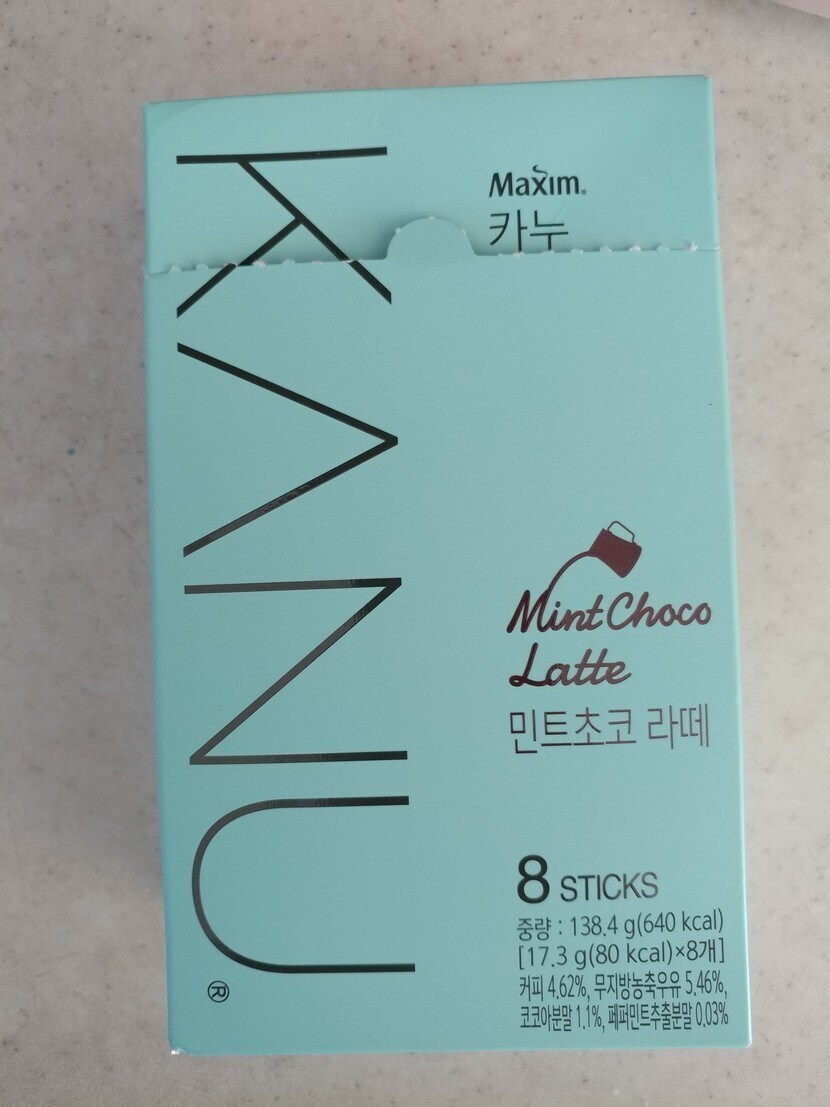 KANU®
Maxim®
카누
Mint Choco
Latte
민트초코 라떼
8 STICKS
중량 : 138.4 g(640 kcal)
[17.3 g(80 kcal)×8개]
커피 4.62%, 무지방농축우유 5.46%,
코코아분말 1.1%, 페퍼민트추출분말 0.03%